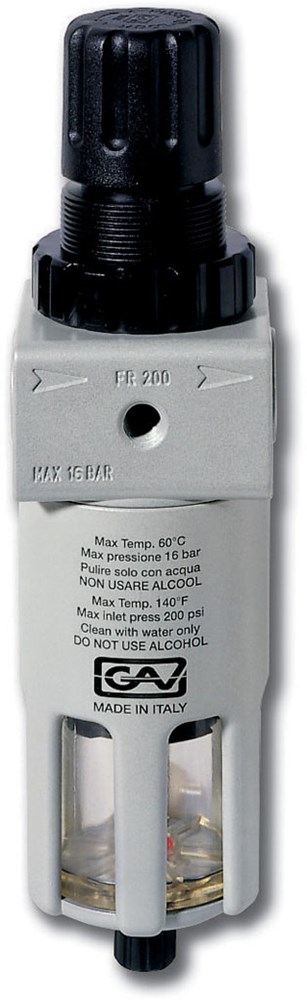 FR 200
MAX 16 BAR
Max Temp. 60°C
Max pressione 16 bar
Pulire solo con acqua
NON USARE ALCOOL
Max Temp. 140°F
Max inlet press 200 psi
Clean with water only
DO NOT USE ALCOHOL
GAV
MADE IN ITALY